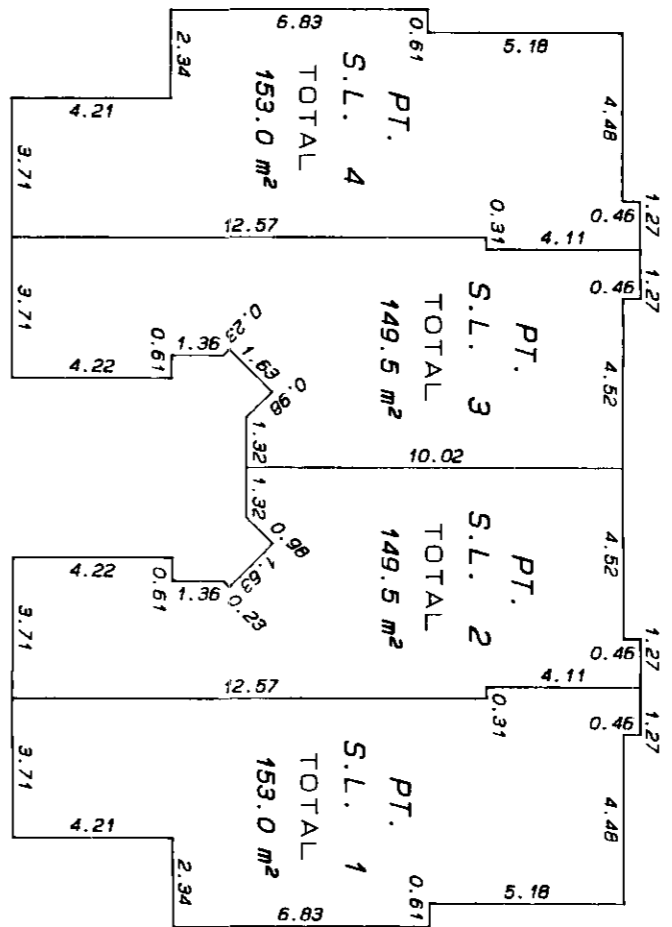 6.83
0.61
5.18
2.34
4.21
4.48
PT.
S.L. 4
TOTAL
153.0 m²
3.71
12.57
0.31
4.11
0.46
1.27
3.71
4.22
0.61
1.36
0.23
1.63
0.98
1.32
PT.
S.L. 3
TOTAL
149.5 m²
0.46
1.27
4.52
10.02
1.32
0.98
1.63
0.23
1.36
0.61
4.22
3.71
PT.
S.L. 2
TOTAL
149.5 m²
4.52
0.46
1.27
4.11
12.57
0.31
0.46
1.27
3.71
4.21
2.34
PT.
S.L. 1
TOTAL
153.0 m²
4.48
5.18
0.61
6.83